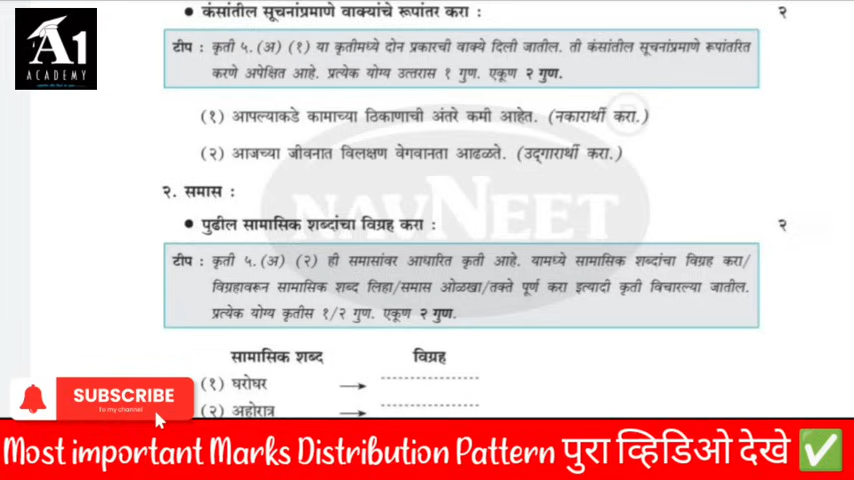 • कंसांतील सूचनांप्रमाणे वाक्यांचे रूपांतर करा : २
A1
ACADEMY
टीप : कृती ५. (अ) (१) या कृतीमध्ये दोन प्रकारची वाक्ये दिली जातील. ती कंसांतील सूचनांप्रमाणे रूपांतरित
करणे अपेक्षित आहे. प्रत्येक योग्य उत्तरास १ गुण. एकूण २ गुण.
(१) आपल्याकडे कामाच्या ठिकाणाची अंतरे कमी आहेत. (नकारार्थी करा.)
(२) आजच्या जीवनात विलक्षण वेगवानता आढळते. (उद्‌गारार्थी करा.)
NAVNEET
२. समास :
• पुढील सामासिक शब्दांचा विग्रह करा : २
टीप : कृती ५. (अ) (२) ही समासांवर आधारित कृती आहे. यामध्ये सामासिक शब्दांचा विग्रह करा/
विग्रहावरून सामासिक शब्द लिहा/समास ओळखा/तक्ते पूर्ण करा इत्यादी कृती विचारल्या जातील.
प्रत्येक योग्य कृतीस १/२ गुण. एकूण २ गुण.
सामासिक शब्द विग्रह
(१) घरोघर → 
(२) अहोरात्र → 
SUBSCRIBE
To my channel
Most important Marks Distribution Pattern पुरा व्हिडिओ देखे ✅